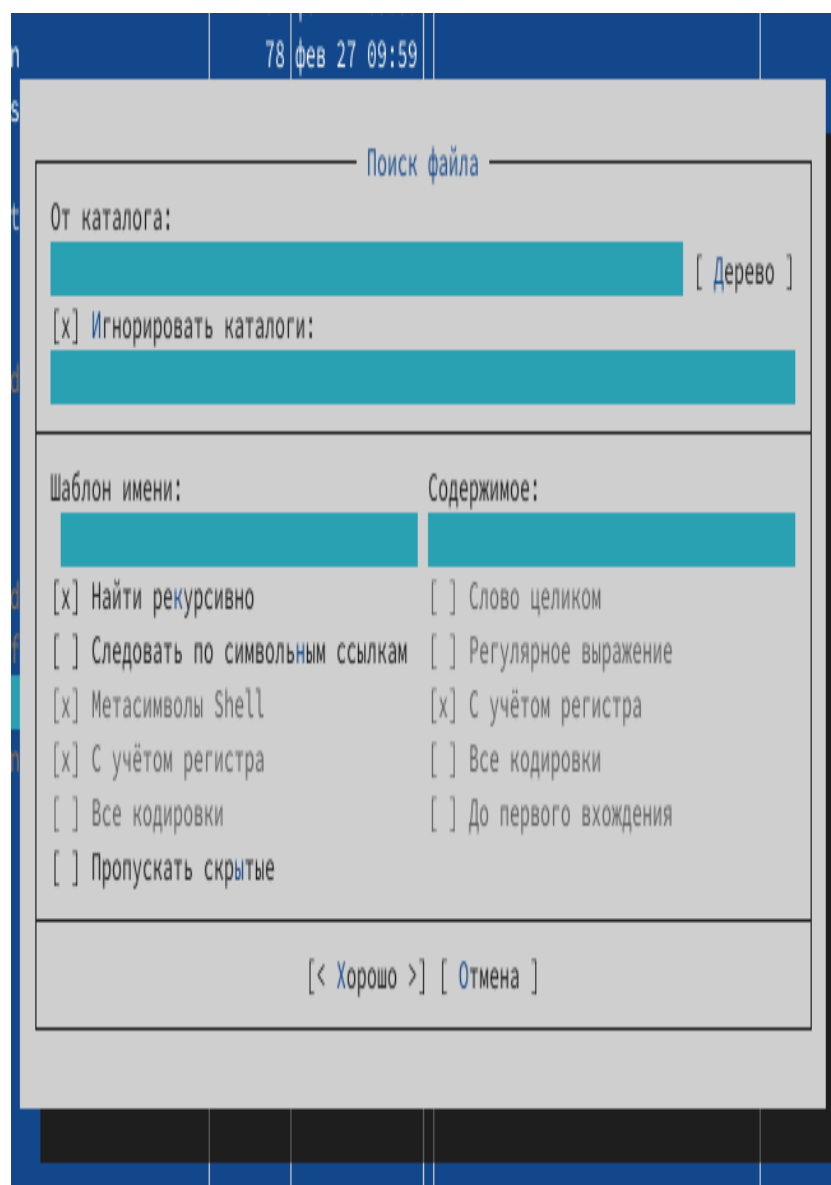 n 78 фев 27 09:59
s
Поиск файла
t От каталога:
[ Дерево ]
[x] Игнорировать каталоги:
d
Шаблон имени: Содержимое:
d [x] Найти рекурсивно [ ] Слово целиком
f [ ] Следовать по символьным ссылкам [ ] Регулярное выражение
[x] Метасимволы Shell [x] С учётом регистра
n [x] С учётом регистра [ ] Все кодировки
[ ] Все кодировки [ ] До первого вхождения
[ ] Пропускать скрытые
[< Хорошо >] [ Отмена ]